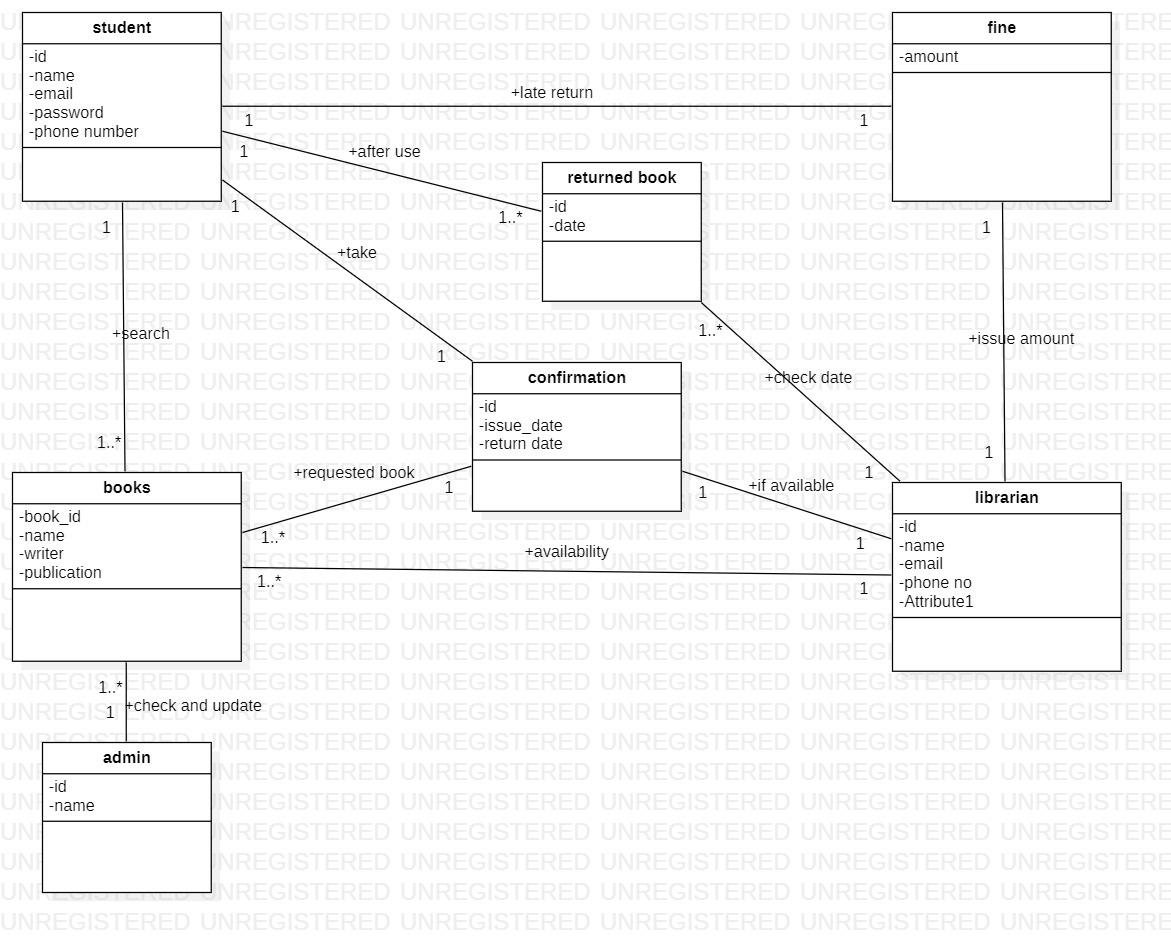 student
-id
-name
-email
-password
-phone number
fine
-amount
+late return
1
1
1
+after use
1..*
returned book
-id
-date
1
+take
1
1
+search
1..*
1
+issue amount
1
1..*
+check date
1
confirmation
-id
-issue_date
-return date
books
-book_id
-name
-writer
-publication
+requested book
1
1..*
1
+if available
1
+availability
1..*
1
librarian
-id
-name
-email
-phone no
-Attribute1
1..*
1
+check and update
admin
-id
-name
UNREGISTERED